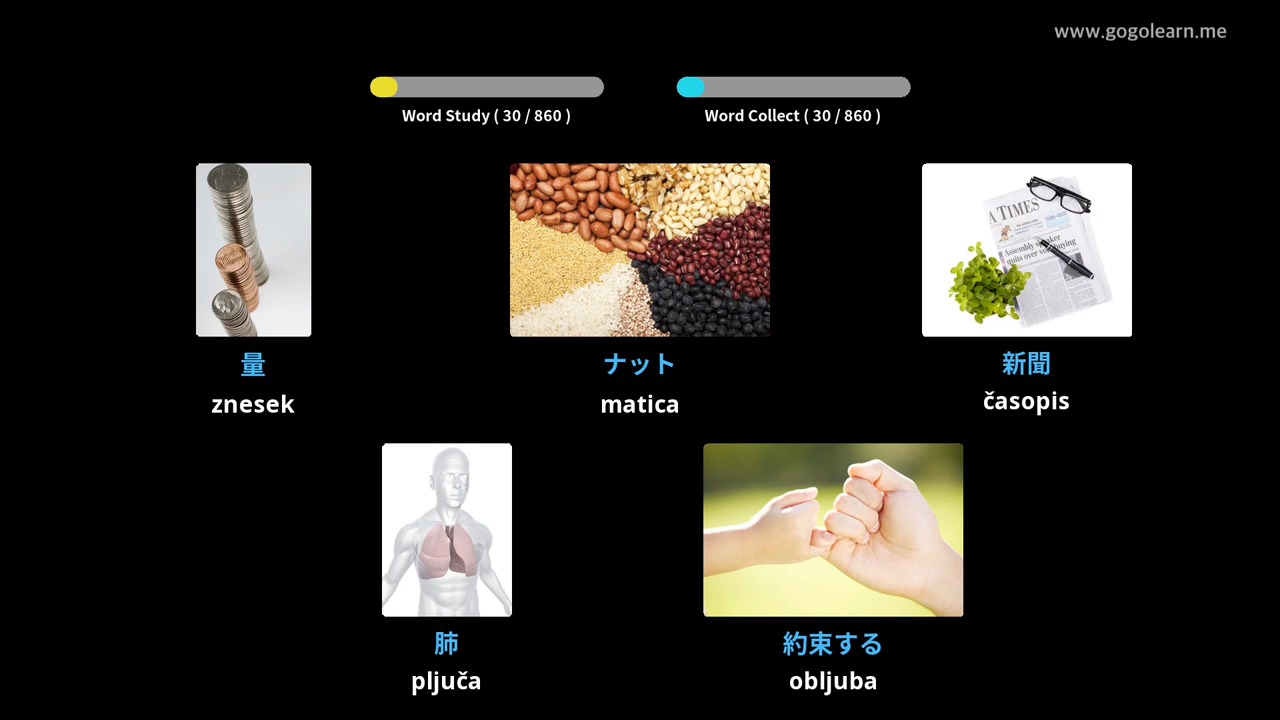 www.gogolearn.me
Word Study ( 30 / 860 )
Word Collect ( 30 / 860 )
A TIMES
量
znesek
ナット
matica
新聞
časopis
肺
pljuča
約束する
obljuba